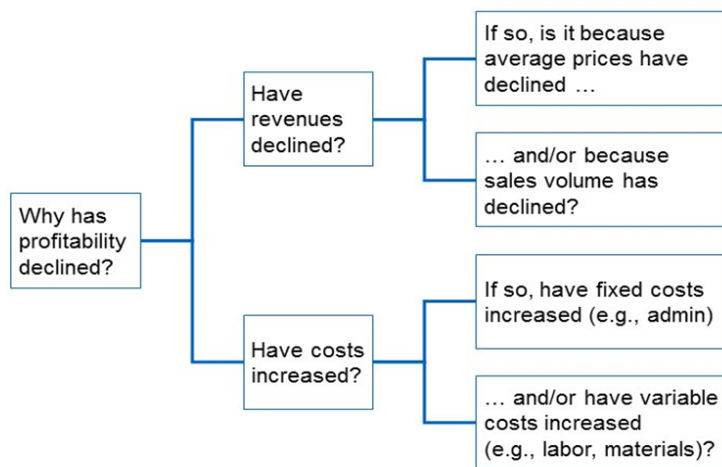 Why has
profitability
declined?
Have
revenues
declined?
If so, is it because
average prices have
declined ...
... and/or because
sales volume has
declined?
Have costs
increased?
If so, have fixed costs
increased (e.g., admin)
... and/or have variable
costs increased
(e.g., labor, materials)?